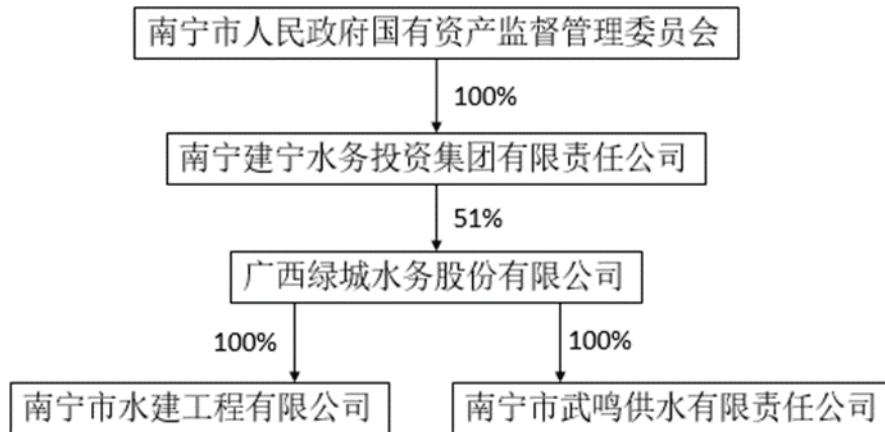 南宁市人民政府国有资产监督管理委员会
100%
南宁建宁水务投资集团有限责任公司
51%
广西绿城水务股份有限公司
100%
100%
南宁市水建工程有限公司
南宁市武鸣供水有限责任公司